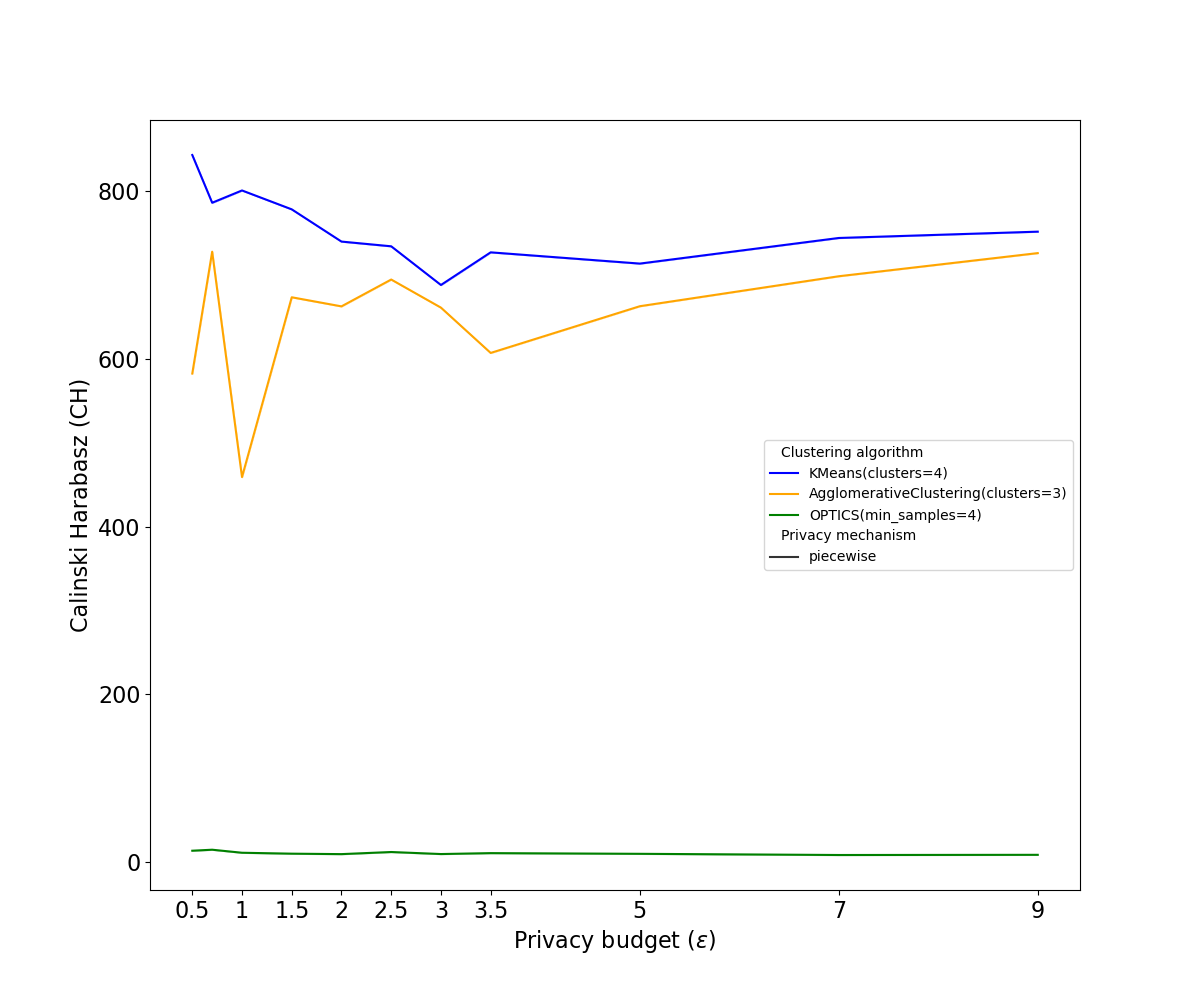 800
600
400
200
0
Calinski Harabasz (CH)
Clustering algorithm
KMeans(clusters=4)
AgglomerativeClustering(clusters=3)
OPTICS(min_samples=4)
Privacy mechanism
piecewise
0.5 1 1.5 2 2.5 3 3.5 5 7 9
Privacy budget (ε)